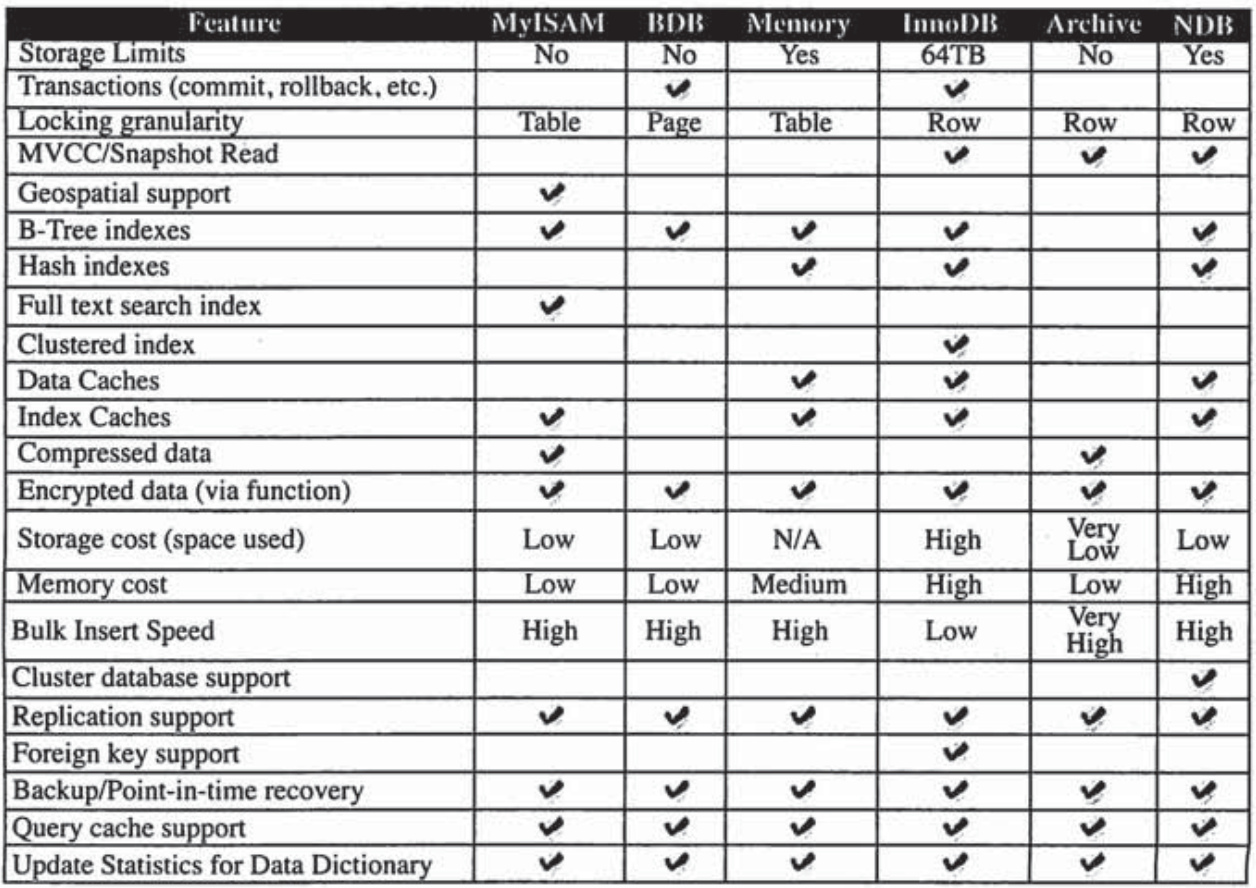 Feature MyISAM BDB Memory InnoDB Archive NDB
Storage Limits No No Yes 64TB No Yes
Transactions (commit, rollback, etc.) ✔ ✔
Locking granularity Table Page Table Row Row Row
MVCC/Snapshot Read ✔ ✔ ✔
Geospatial support ✔
B-Tree indexes ✔ ✔ ✔ ✔ ✔
Hash indexes ✔ ✔ ✔
Full text search index ✔
Clustered index ✔
Data Caches ✔ ✔ ✔
Index Caches ✔ ✔ ✔ ✔
Compressed data ✔ ✔
Encrypted data (via function) ✔ ✔ ✔ ✔ ✔ ✔
Storage cost (space used) Low Low N/A High Very Low Low
Memory cost Low Low Medium High Low High
Bulk Insert Speed High High High Low Very High High
Cluster database support ✔
Replication support ✔ ✔ ✔ ✔ ✔ ✔
Foreign key support ✔
Backup/Point-in-time recovery ✔ ✔ ✔ ✔ ✔ ✔
Query cache support ✔ ✔ ✔ ✔ ✔ ✔
Update Statistics for Data Dictionary ✔ ✔ ✔ ✔ ✔ ✔